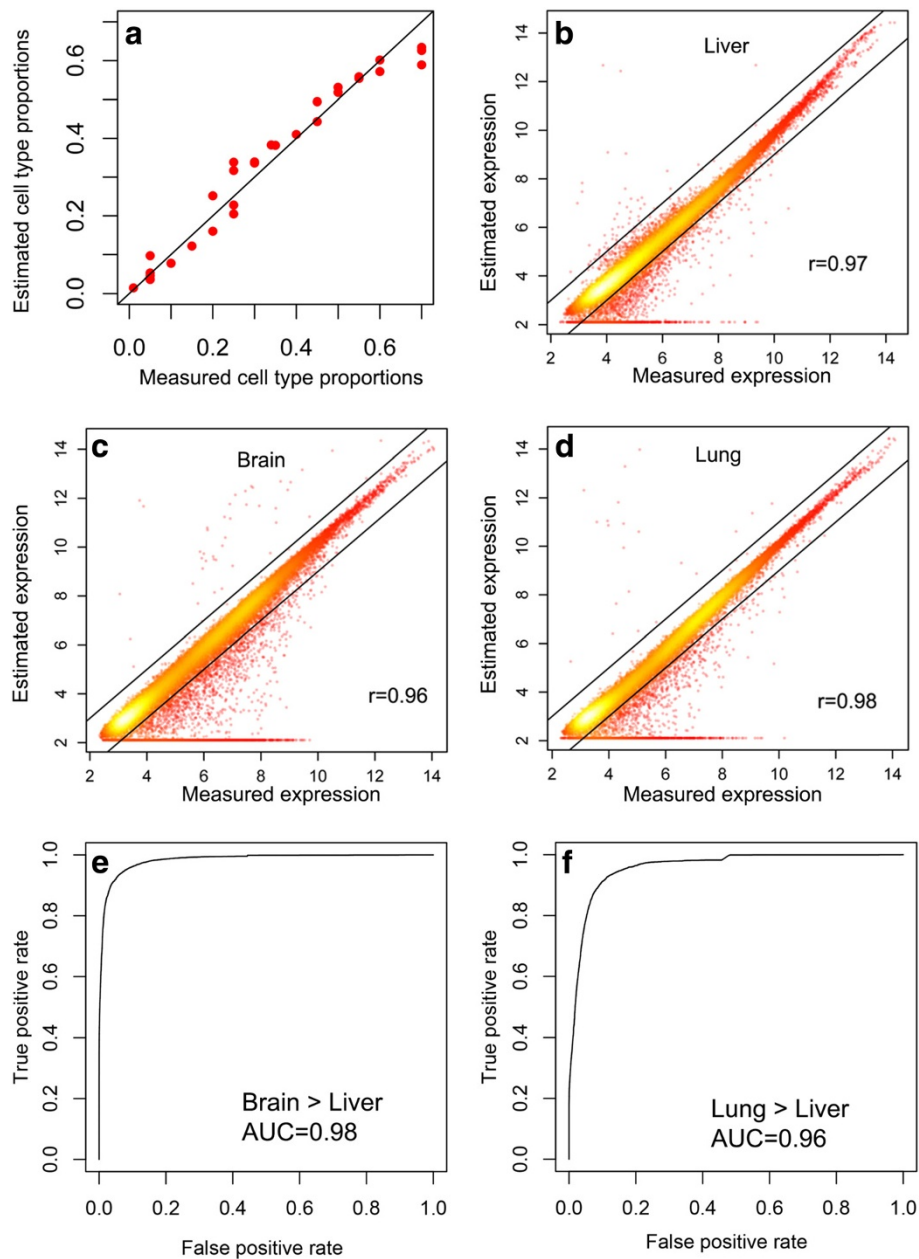 a
Estimated cell type proportions
0.0 0.2 0.4 0.6
0.0 0.2 0.4 0.6
Measured cell type proportions
b
Liver
Estimated expression
2 4 6 8 10 12 14
r=0.97
2 4 6 8 10 12 14
Measured expression
c
Brain
Estimated expression
2 4 6 8 10 12 14
r=0.96
2 4 6 8 10 12 14
Measured expression
d
Lung
Estimated expression
2 4 6 8 10 12 14
r=0.98
2 4 6 8 10 12 14
Measured expression
e
True positive rate
0.0 0.2 0.4 0.6 0.8 1.0
Brain > Liver
AUC=0.98
0.0 0.2 0.4 0.6 0.8 1.0
False positive rate
f
True positive rate
0.0 0.2 0.4 0.6 0.8 1.0
Lung > Liver
AUC=0.96
0.0 0.2 0.4 0.6 0.8 1.0
False positive rate